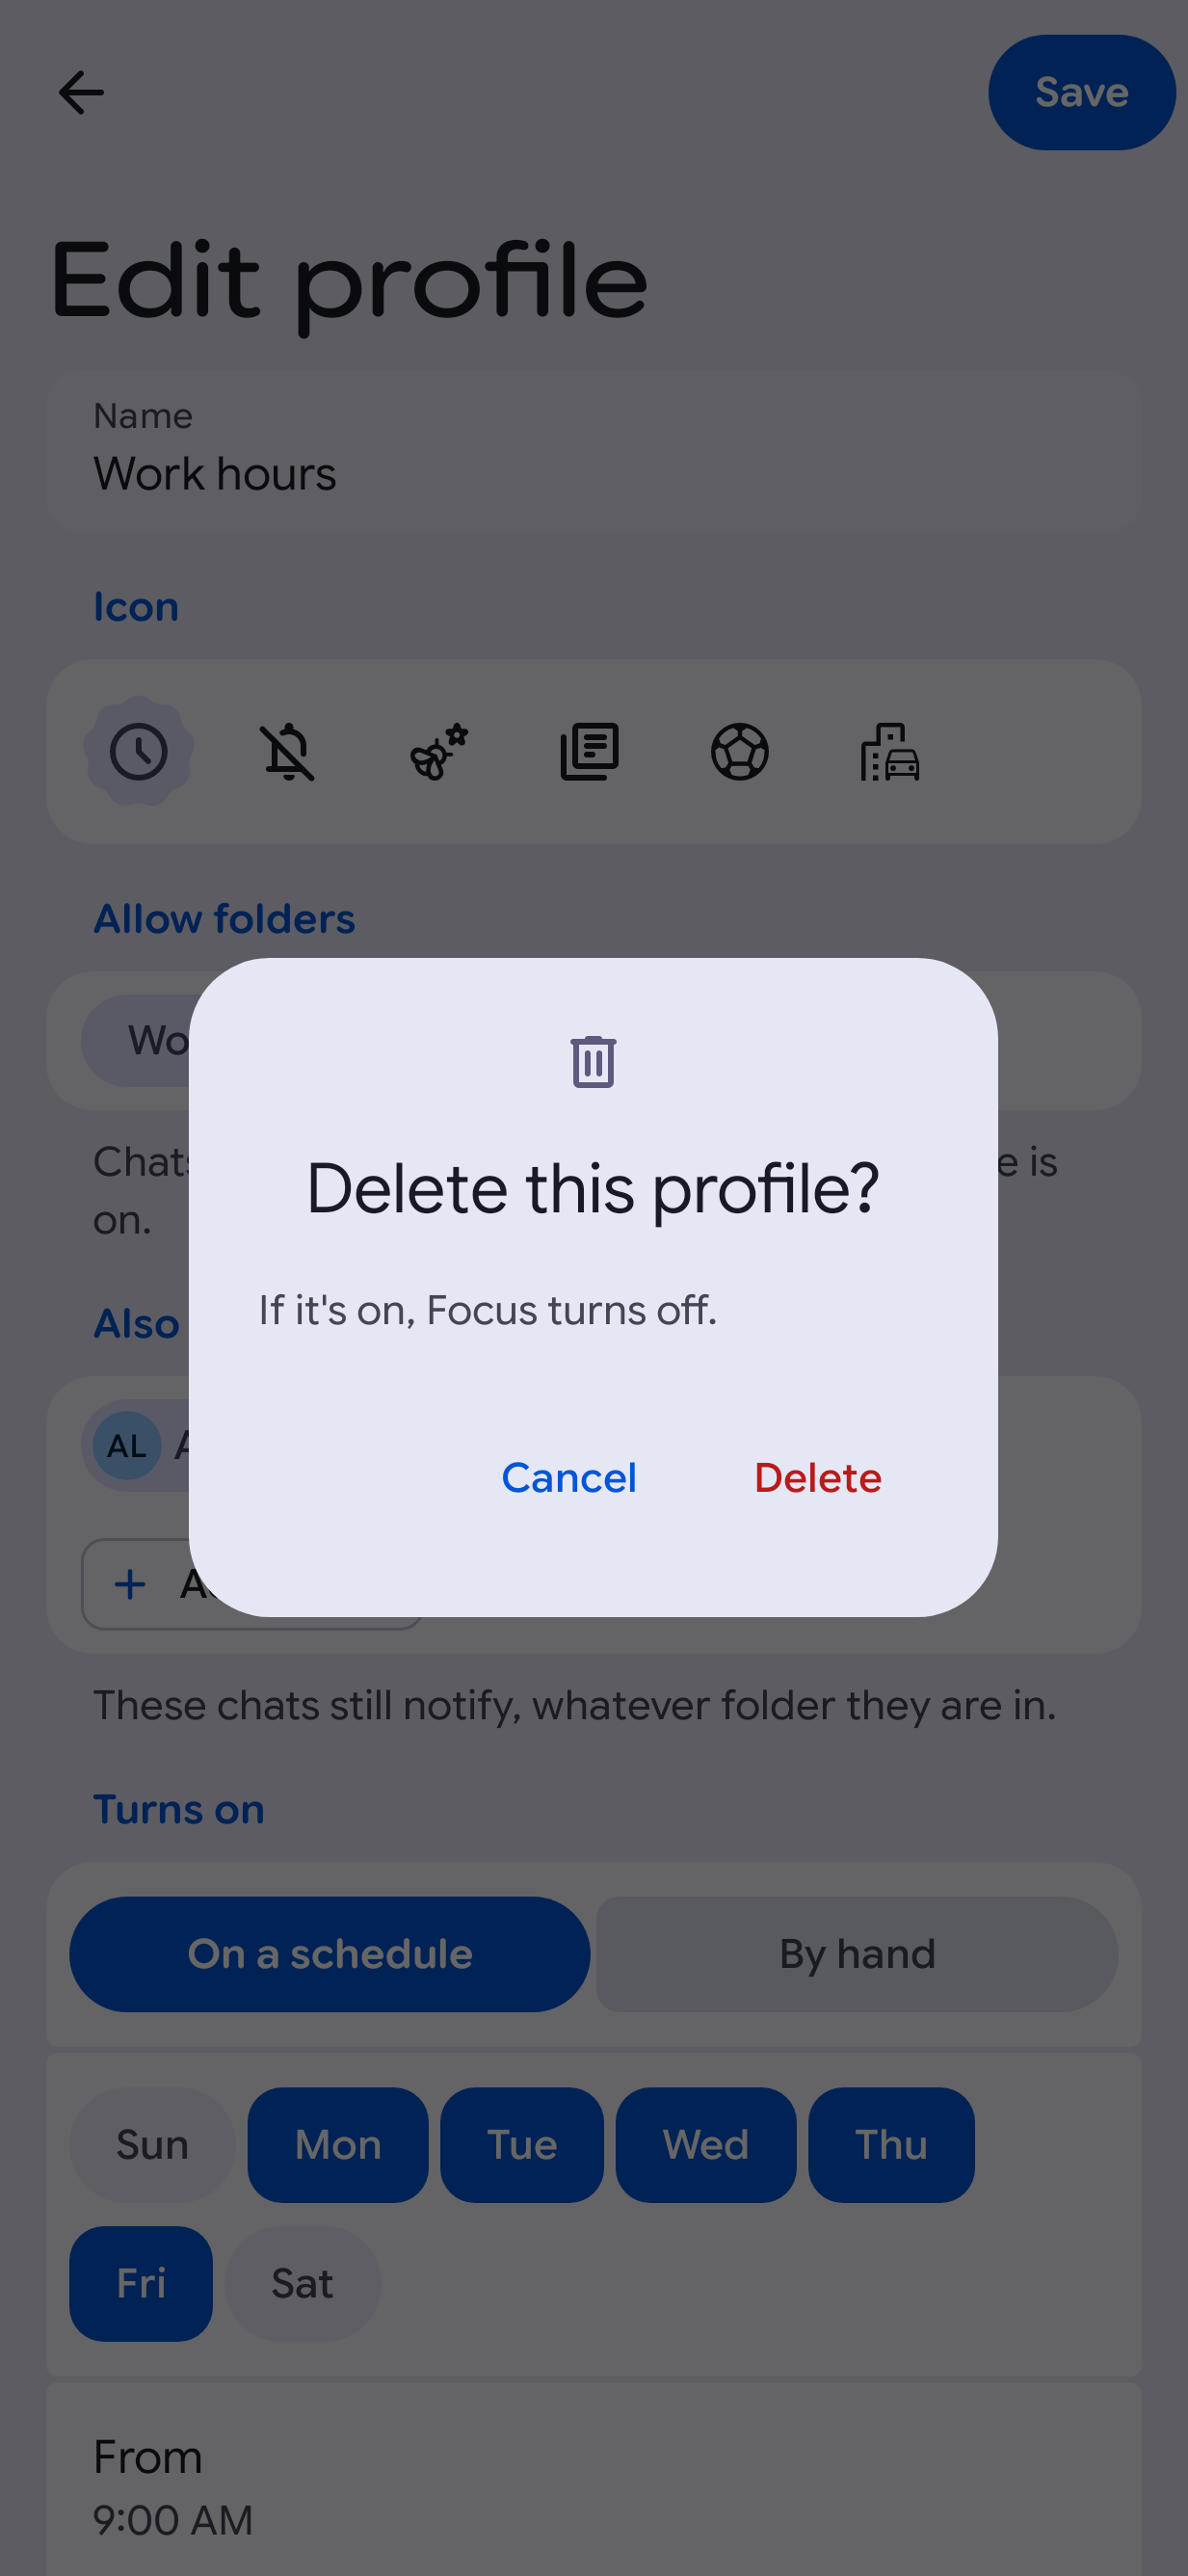 Save
Edit profile
Name
Work hours
Icon
Allow folders
Delete this profile?
If it's on, Focus turns off.
Cancel
Delete
is
on.
Also
AL
These chats still notify, whatever folder they are in.
Turns on
On a schedule
By hand
Sun
Mon
Tue
Wed
Thu
Fri
Sat
From
9:00 AM